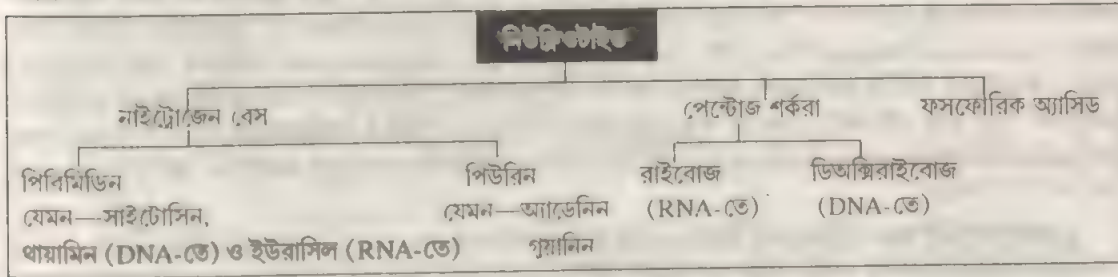 নিউক্লিওটাইড
নাইট্রোজেন বেস পেন্টোজ শর্করা ফসফোরিক অ্যাসিড
পিরিমিডিন পিউরিন রাইবোজ ডিঅক্সিরাইবোজ
যেমন—সাইটোসিন, যেমন—অ্যাডেনিন (RNA-তে) (DNA-তে)
থায়ামিন (DNA-তে) ও ইউরাসিল (RNA-তে) গুয়ানিন